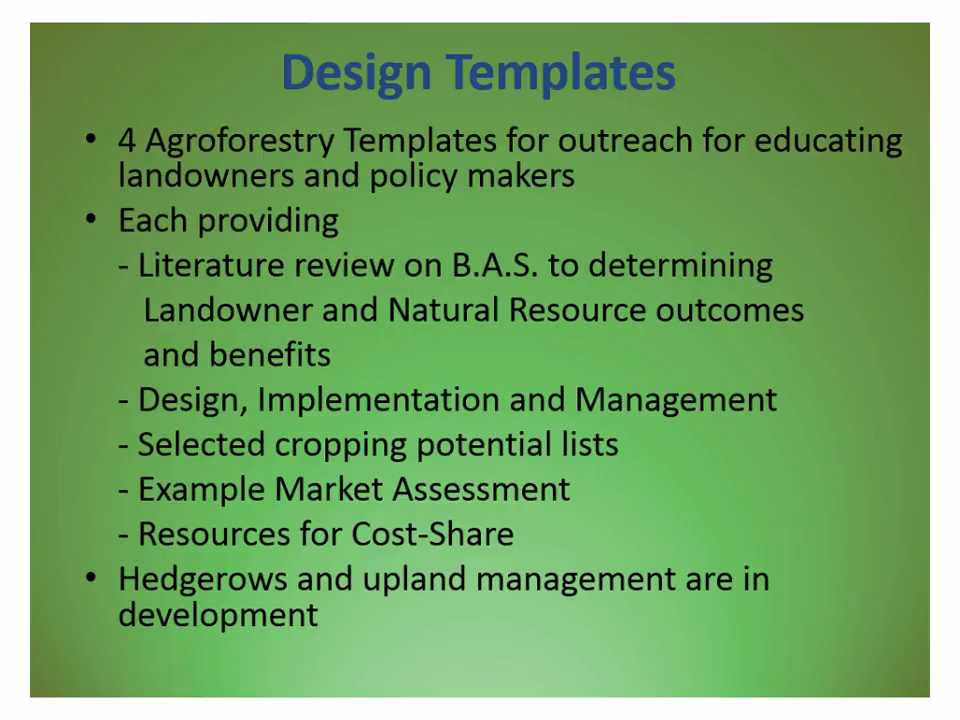 Design Templates
• 4 Agroforestry Templates for outreach for educating
landowners and policy makers
• Each providing
- Literature review on B.A.S. to determining
Landowner and Natural Resource outcomes
and benefits
- Design, Implementation and Management
- Selected cropping potential lists
- Example Market Assessment
- Resources for Cost-Share
• Hedgerows and upland management are in
development